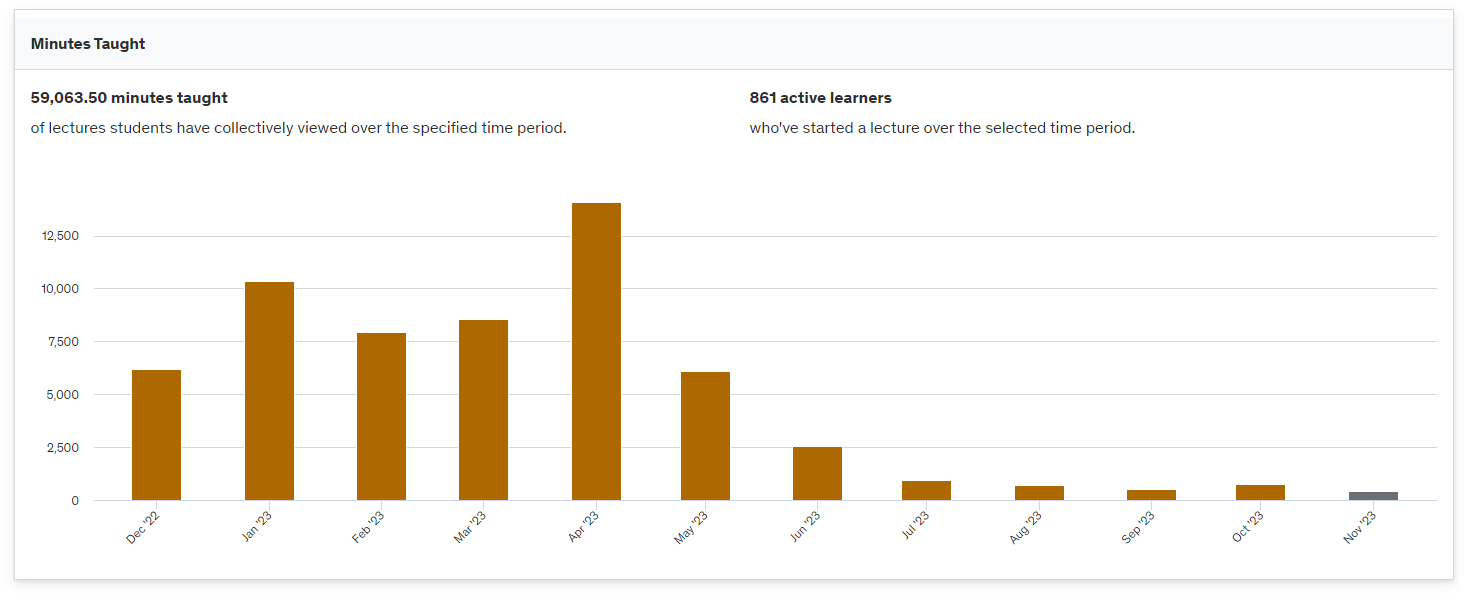 Minutes Taught
59,063.50 minutes taught
of lectures students have collectively viewed over the specified time period.
861 active learners
who've started a lecture over the selected time period.
12,500
10,000
7,500
5,000
2,500
0
Dec '22
Jan '23
Feb '23
Mar '23
Apr '23
May '23
Jun '23
Jul '23
Aug '23
Sep '23
Oct '23
Nov '23